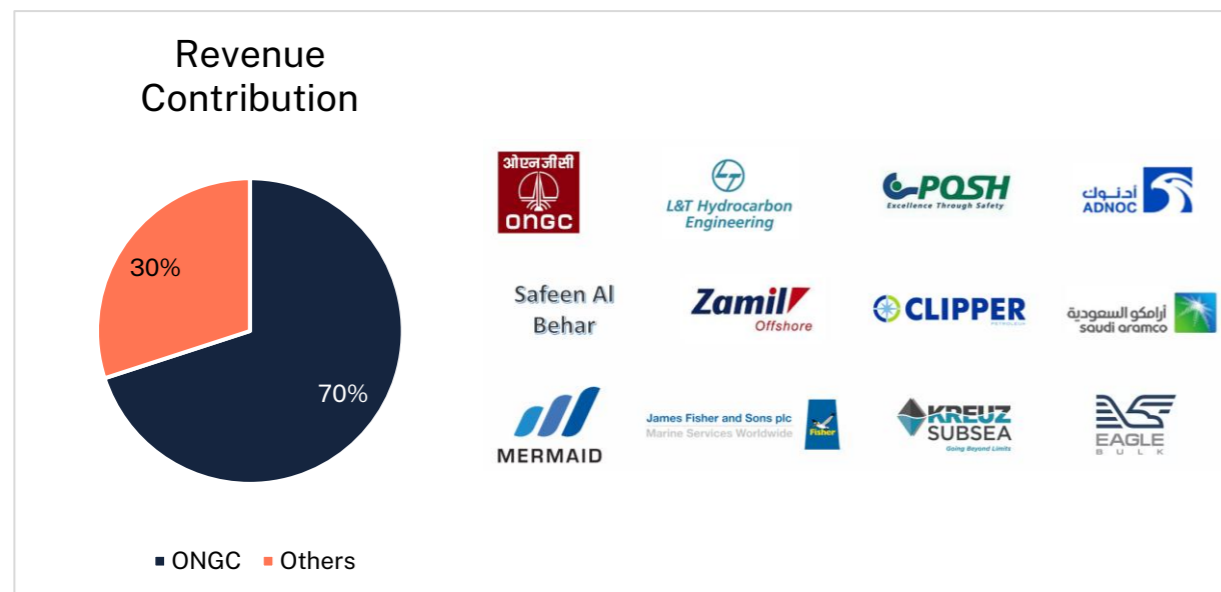 Revenue
Contribution
30%
70%
ONGC
Others
ओएनजीसी
ONGC
L&T Hydrocarbon
Engineering
POSH
Excellence Through Safety
أدنوك
ADNOC
Safeen Al
Behar
Zamil
Offshore
CLIPPER
PETROLEUM
أرامكو السعودية
saudi aramco
MERMAID
James Fisher and Sons plc
Marine Services Worldwide
Fisher
KREUZ
SUBSEA
Going Beyond Limits
EAGLE
BULK